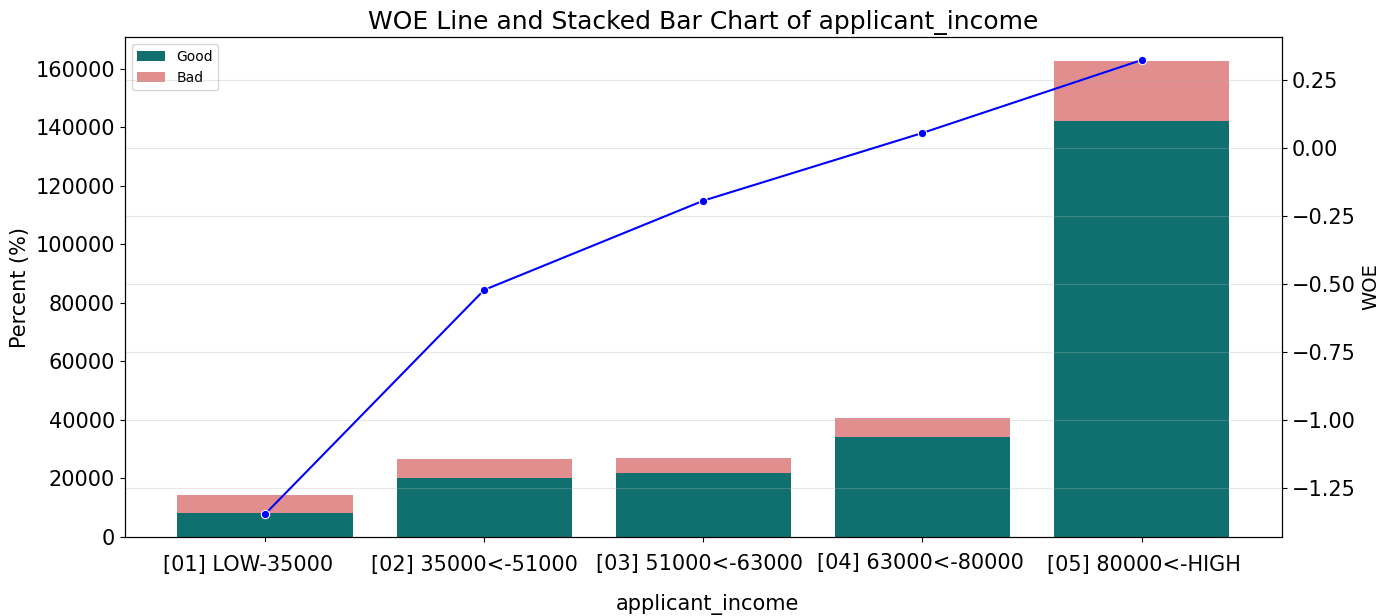 WOE Line and Stacked Bar Chart of applicant_income
Good
Bad
160000
140000
120000
100000
80000
60000
40000
20000
0
Percent (%)
0.25
0.00
−0.25
−0.50
−0.75
−1.00
−1.25
WOE
[01] LOW-35000
[02] 35000<-51000
[03] 51000<-63000
[04] 63000<-80000
[05] 80000<-HIGH
applicant_income